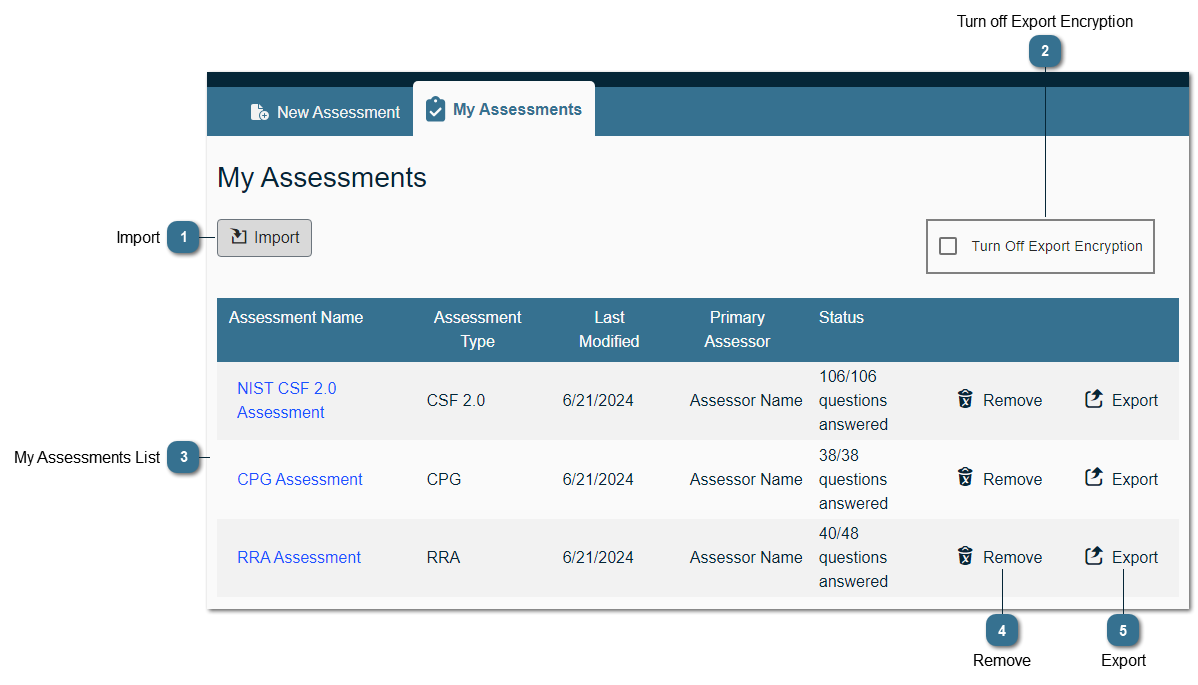 Turn off Export Encryption
2
New Assessment
My Assessments
My Assessments
Import
1
Import
Turn Off Export Encryption
Assessment Name
Assessment
Type
Last
Modified
Primary
Assessor
Status
NIST CSF 2.0
Assessment
CSF 2.0
6/21/2024
Assessor Name
106/106
questions
answered
Remove
Export
My Assessments List
3
CPG Assessment
CPG
6/21/2024
Assessor Name
38/38
questions
answered
Remove
Export
RRA Assessment
RRA
6/21/2024
Assessor Name
40/48
questions
answered
Remove
Export
4
Remove
5
Export